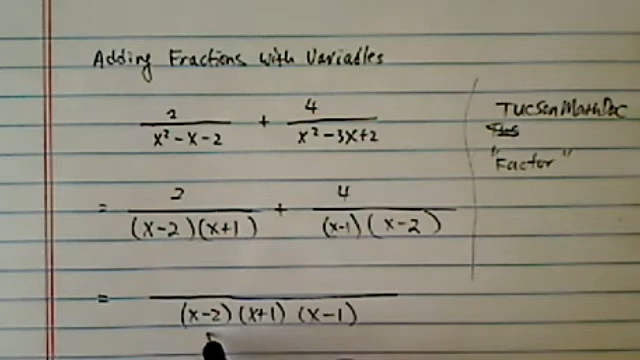 Adding Fractions with Variables
2/(x²-x-2) + 4/(x²-3x+2)
TucsonMathDoc
"Factor"
= 2/((x-2)(x+1)) + 4/((x-1)(x-2))
= /((x-2)(x+1)(x-1))